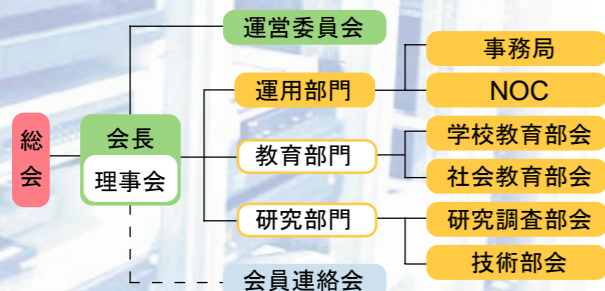 総会
会長
理事会
運営委員会
運用部門
事務局
NOC
教育部門
学校教育部会
社会教育部会
研究部門
研究調査部会
技術部会
会員連絡会